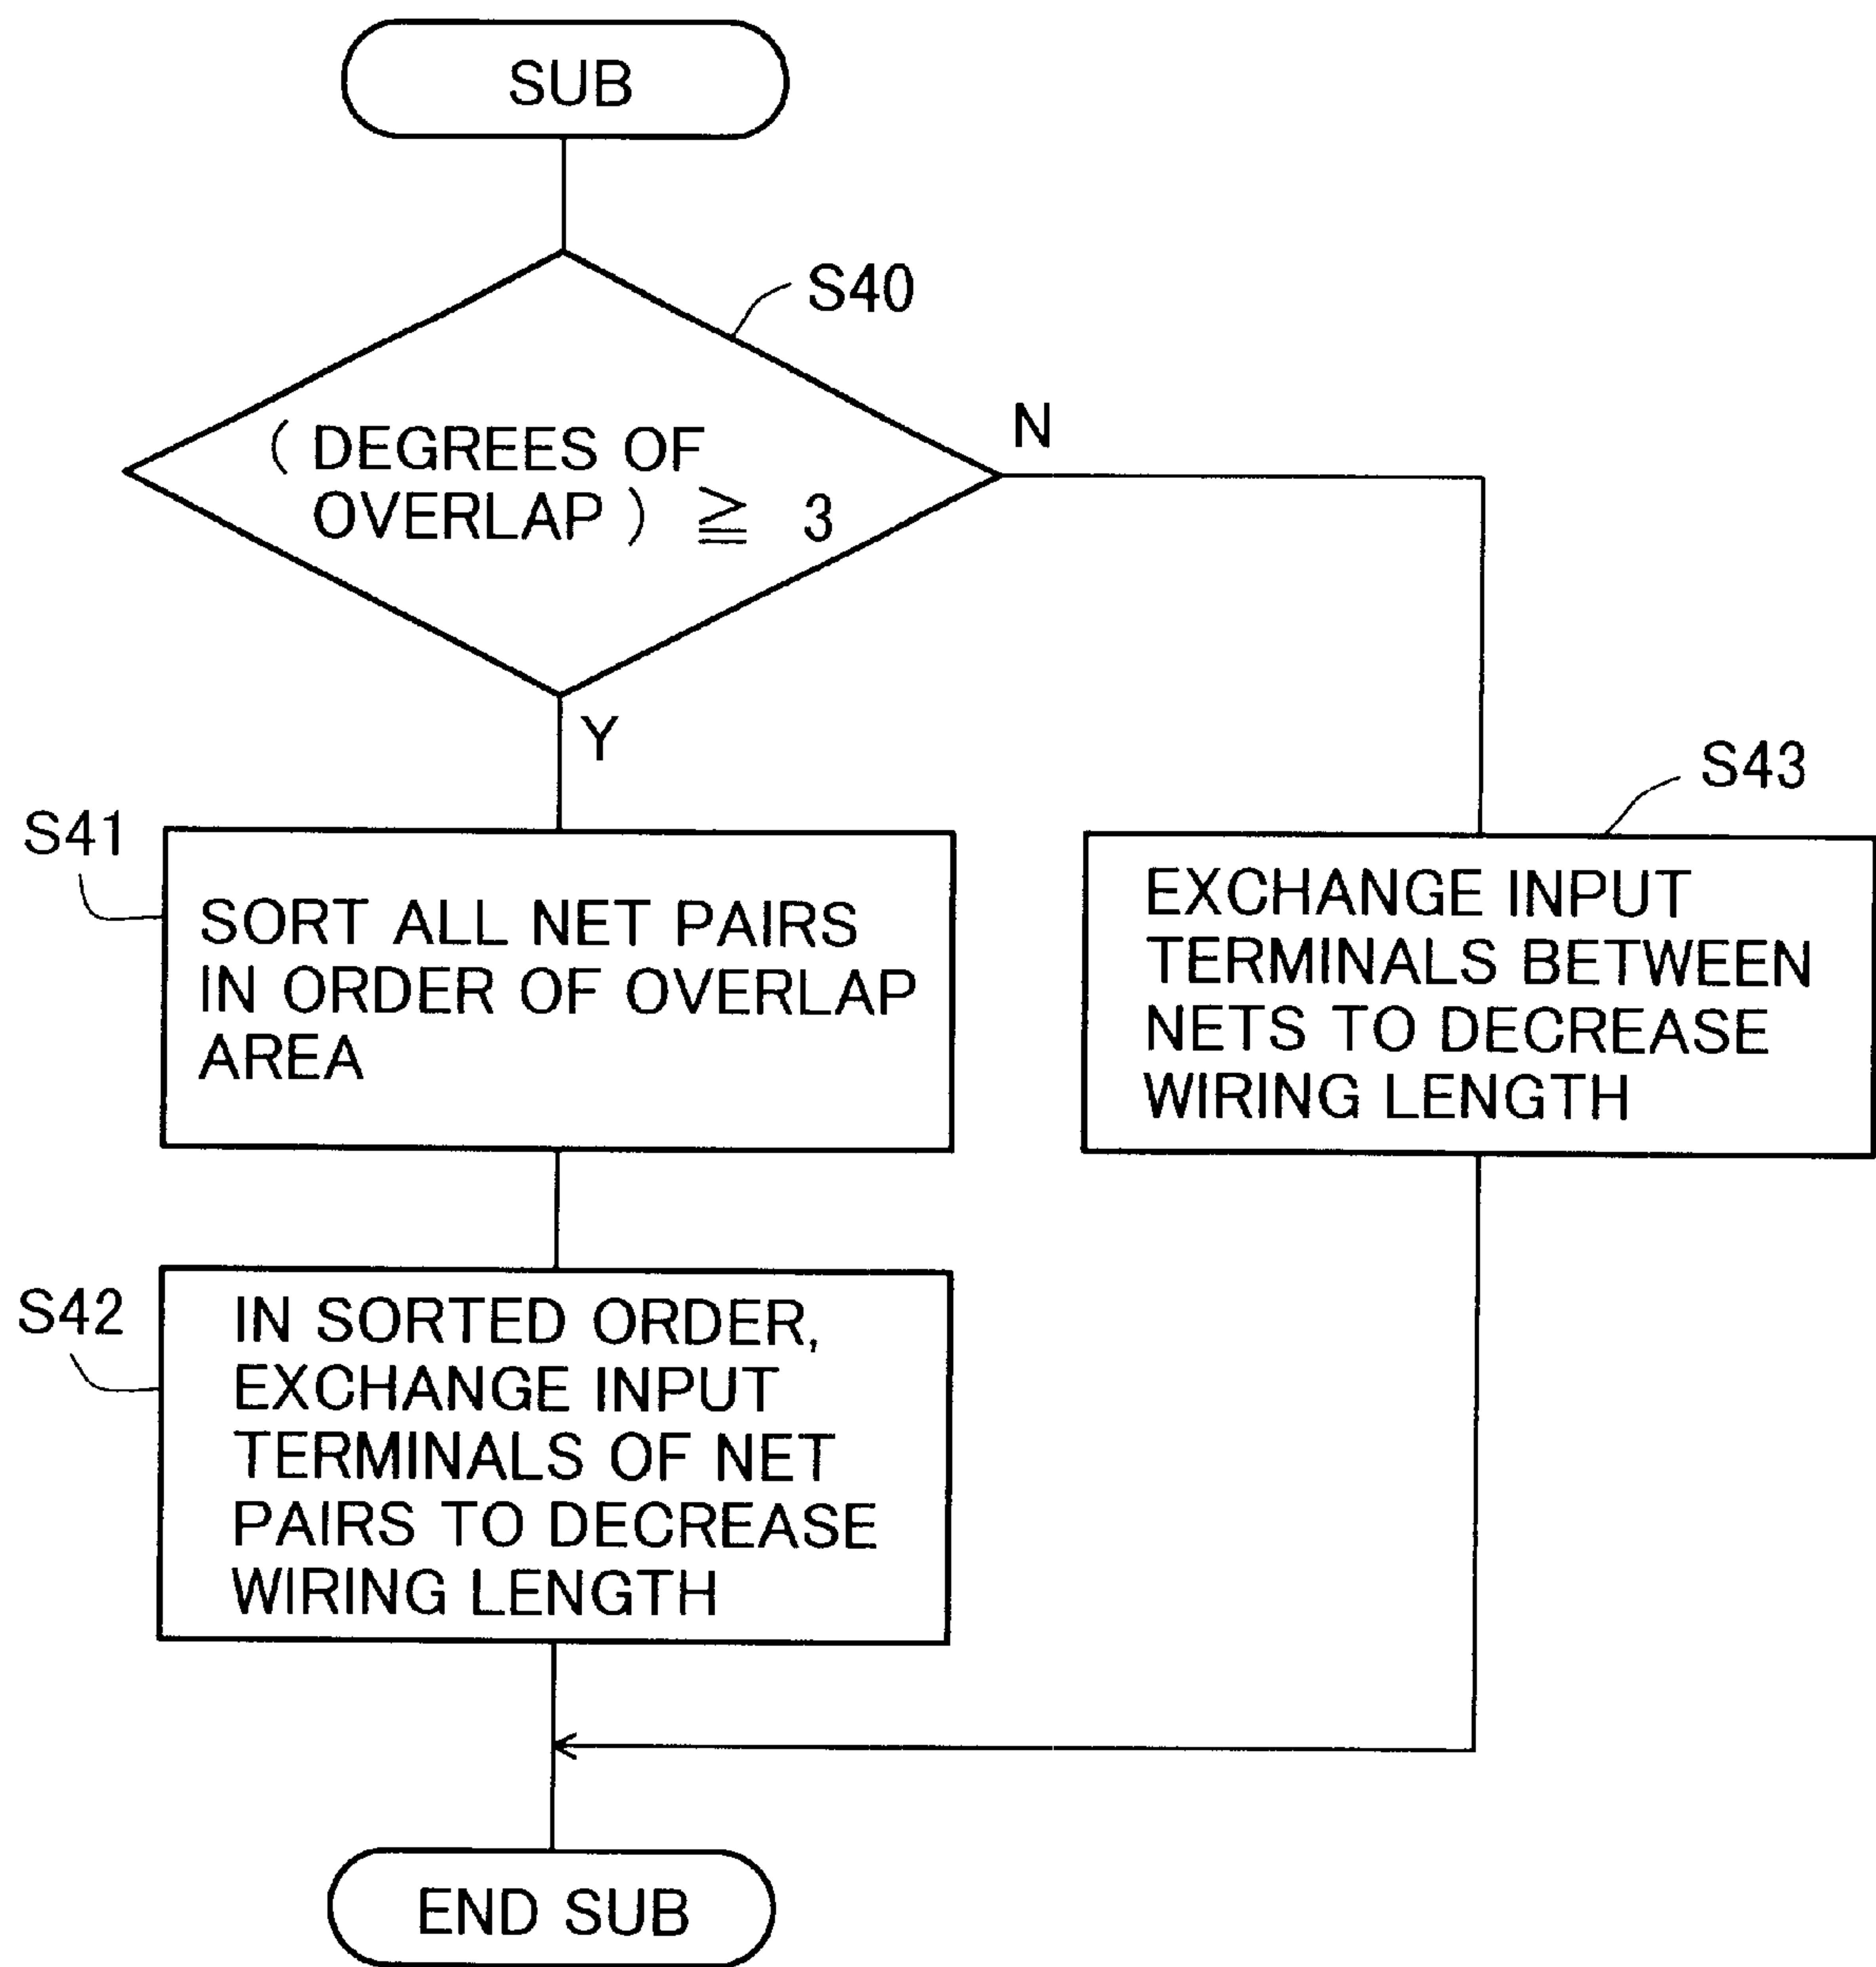 SUB
S40
( DEGREES OF
OVERLAP ) ≧ 3
N
Y
S41
SORT ALL NET PAIRS
IN ORDER OF OVERLAP
AREA
S43
EXCHANGE INPUT
TERMINALS BETWEEN
NETS TO DECREASE
WIRING LENGTH
S42
IN SORTED ORDER,
EXCHANGE INPUT
TERMINALS OF NET
PAIRS TO DECREASE
WIRING LENGTH
END SUB